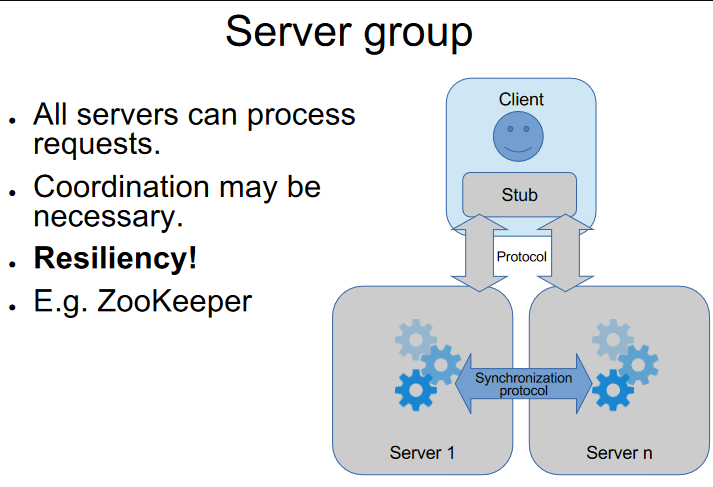 Server group
• All servers can process
requests.
• Coordination may be
necessary.
• Resiliency!
• E.g. ZooKeeper
Client
Stub
Protocol
Synchronization
protocol
Server 1
Server n